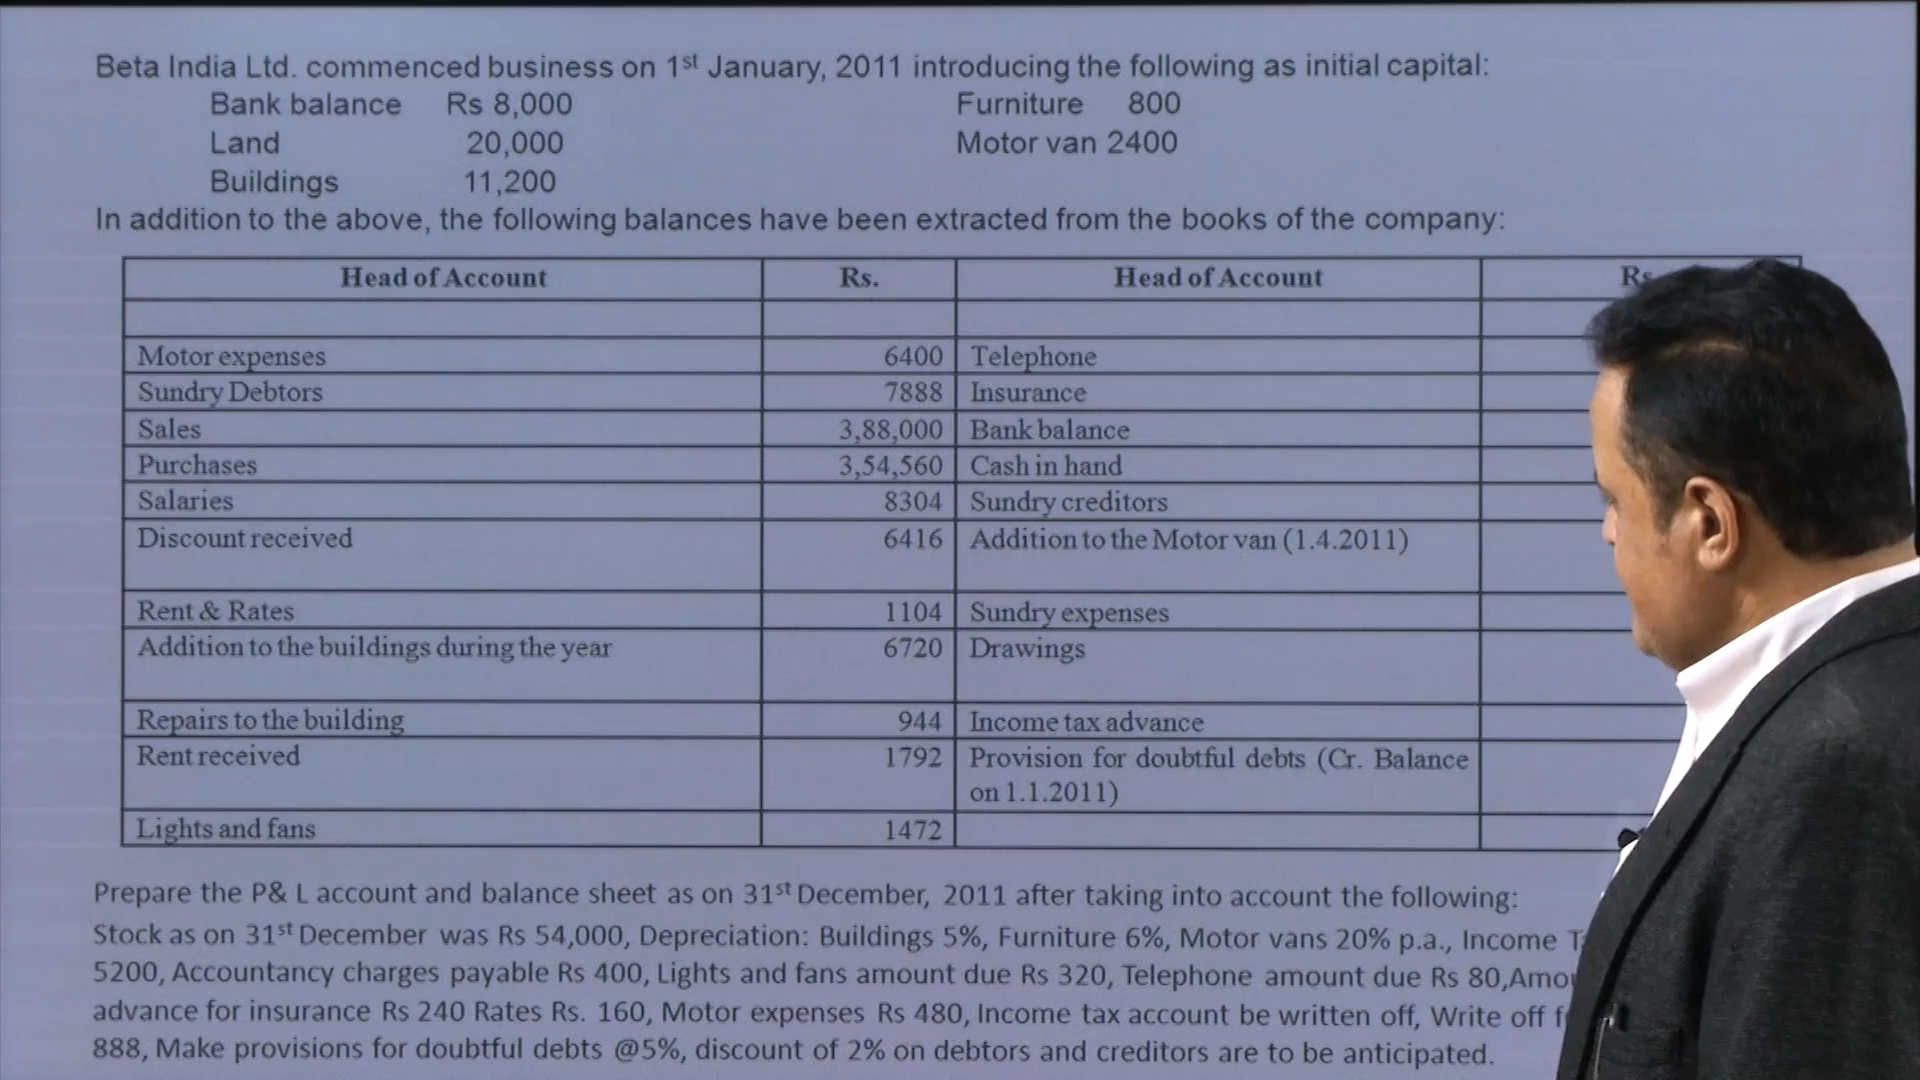 Beta India Ltd. commenced business on 1st January, 2011 introducing the following as initial capital:
Bank balance Rs 8,000 Furniture 800
Land 20,000 Motor van 2400
Buildings 11,200
In addition to the above, the following balances have been extracted from the books of the company:
Head of Account Rs. Head of Account
Motor expenses 6400 Telephone
Sundry Debtors 7888 Insurance
Sales 3,88,000 Bank balance
Purchases 3,54,560 Cash in hand
Salaries 8304 Sundry creditors
Discount received 6416 Addition to the Motor van (1.4.2011)
Rent & Rates 1104 Sundry expenses
Addition to the buildings during the year 6720 Drawings
Repairs to the building 944 Income tax advance
Rent received 1792 Provision for doubtful debts (Cr. Balance
on 1.1.2011)
Lights and fans 1472
Prepare the P& L account and balance sheet as on 31st December, 2011 after taking into account the following:
Stock as on 31st December was Rs 54,000, Depreciation: Buildings 5%, Furniture 6%, Motor vans 20% p.a., Income
5200, Accountancy charges payable Rs 400, Lights and fans amount due Rs 320, Telephone amount due Rs 80,
advance for insurance Rs 240 Rates Rs. 160, Motor expenses Rs 480, Income tax account be written off, Write off
888, Make provisions for doubtful debts @5%, discount of 2% on debtors and creditors are to be anticipated.